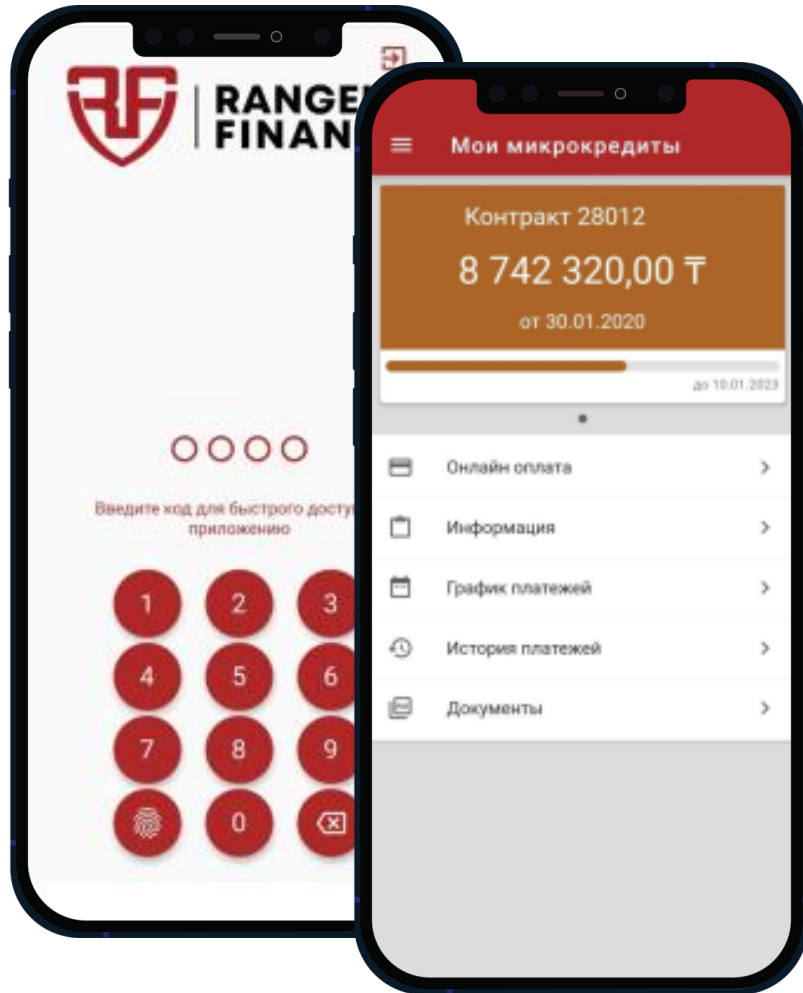 RANGE
FINAN
Введите код для быстрого досту
приложению
1 2 3
4 5 6
7 8 9
0
Мои микрокредиты
Контракт 28012
8 742 320,00 ₸
от 30.01.2020
до 10.01.2023
Онлайн оплата
Информация
График платежей
История платежей
Документы